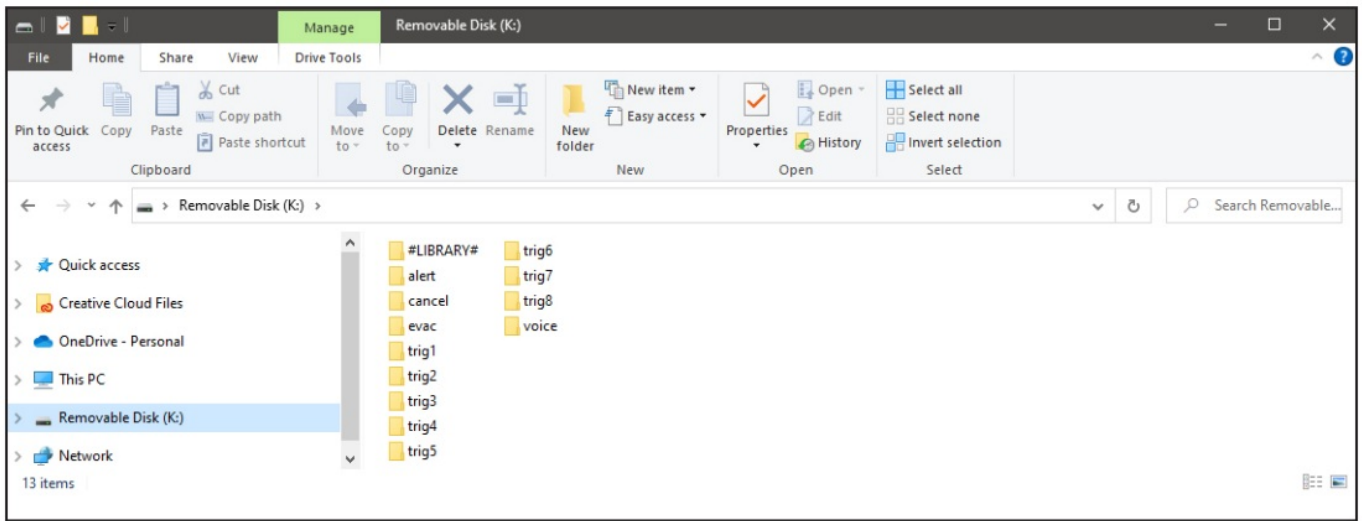 Manage
Removable Disk (K:)
File
Home
Share
View
Drive Tools
Pin to Quick access
Copy
Paste
Cut
Copy path
Paste shortcut
Clipboard
Move to
Copy to
Delete
Rename
Organize
New folder
New item
Easy access
New
Properties
Open
Edit
History
Open
Select all
Select none
Invert selection
Select
Removable Disk (K:)
Search Removable...
Quick access
Creative Cloud Files
OneDrive - Personal
This PC
Removable Disk (K:)
Network
#LIBRARY#
alert
cancel
evac
trig1
trig2
trig3
trig4
trig5
trig6
trig7
trig8
voice
13 items